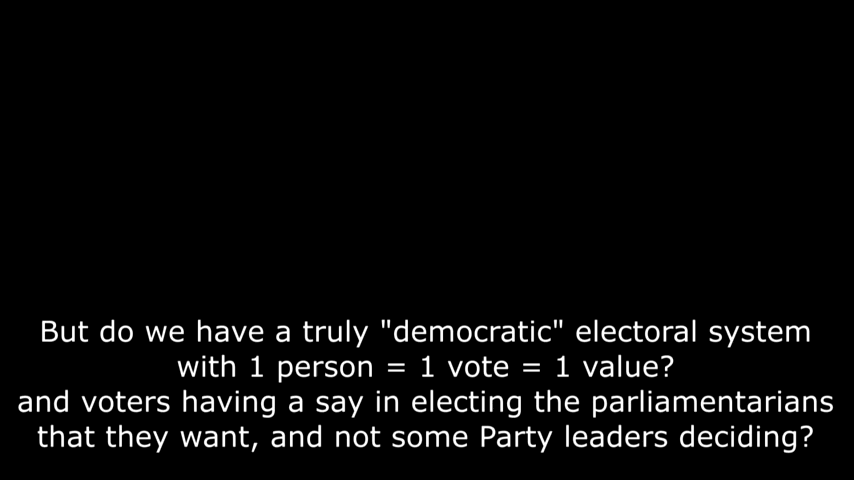 But do we have a truly "democratic" electoral system
with 1 person = 1 vote = 1 value?
and voters having a say in electing the parliamentarians
that they want, and not some Party leaders deciding?